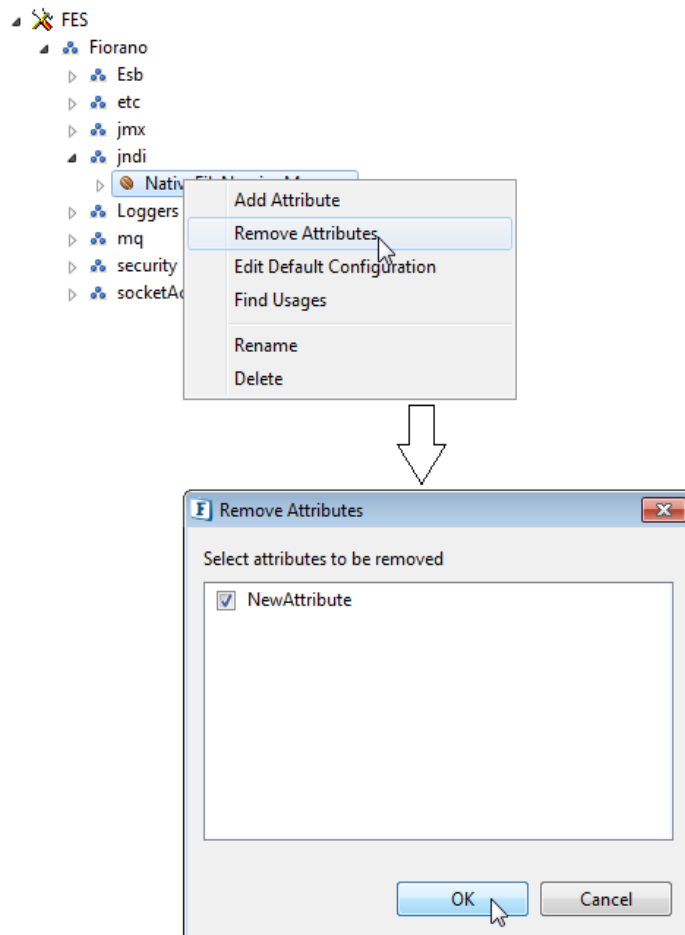 FES
Fiorano
Esb
etc
jmx
jndi
Add Attribute
Loggers
Remove Attributes
mq
Edit Default Configuration
security
Find Usages
Rename
Delete
F Remove Attributes
Select attributes to be removed
NewAttribute
OK Cancel